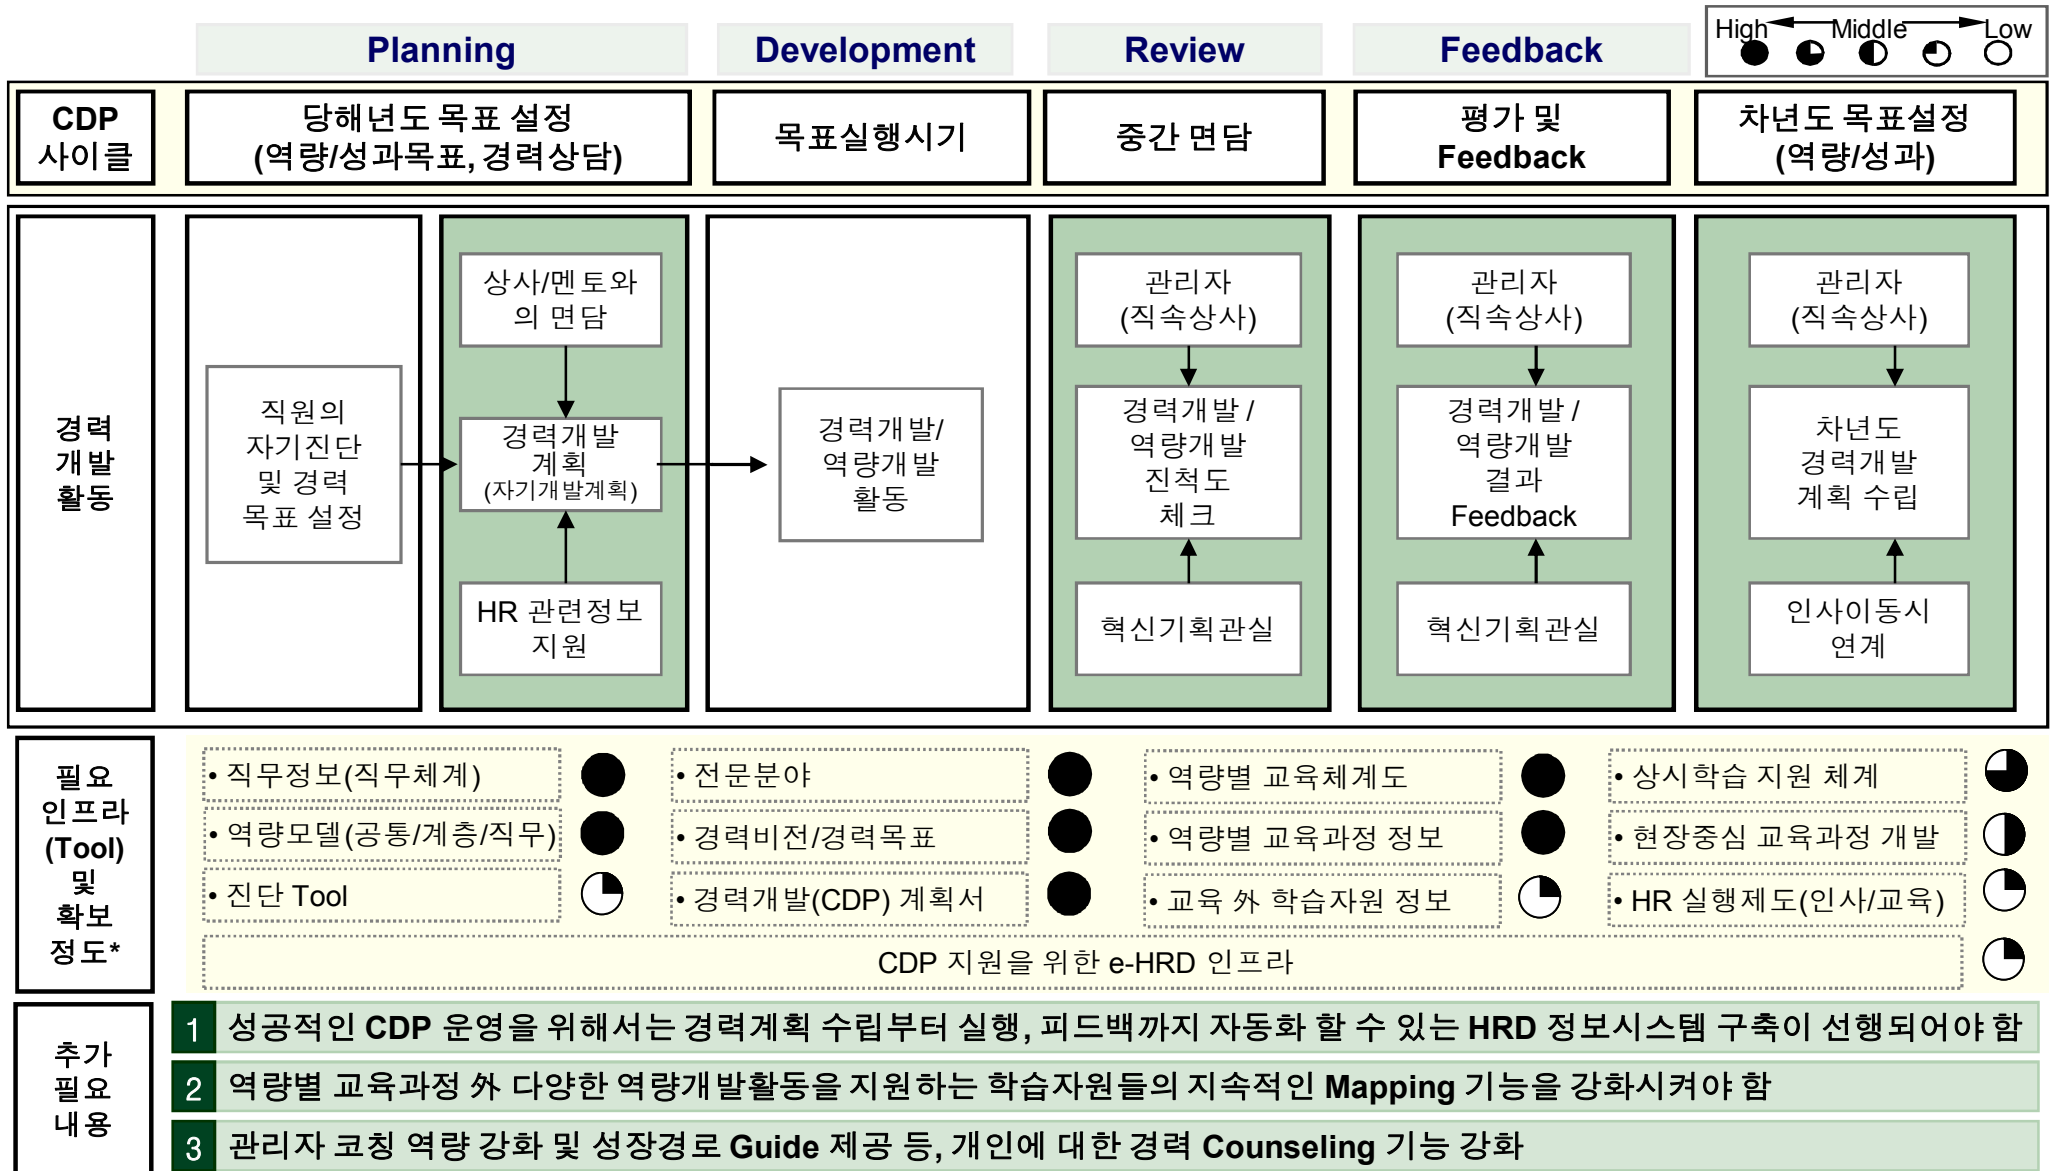 Planning
Development
Review
Feedback
High Middle Low
CDP
사이클
당해년도 목표 설정
(역량/성과목표, 경력상담)
목표실행시기
중간 면담
평가 및
Feedback
차년도 목표설정
(역량/성과)
경력
개발
활동
직원의
자기진단
및 경력
목표 설정
상사/멘토와
의 면담
경력개발
계획
(자기개발계획)
HR 관련정보
지원
경력개발/
역량개발
활동
관리자
(직속상사)
경력개발 /
역량개발
진척도
체크
혁신기획관실
관리자
(직속상사)
경력개발 /
역량개발
결과
Feedback
혁신기획관실
관리자
(직속상사)
차년도
경력개발
계획 수립
인사이동시
연계
필요
인프라
(Tool)
및
확보
정도*
• 직무정보(직무체계)
• 전문분야
• 역량별 교육체계도
• 상시학습 지원 체계
• 역량모델(공통/계층/직무)
• 경력비전/경력목표
• 역량별 교육과정 정보
• 현장중심 교육과정 개발
• 진단 Tool
• 경력개발(CDP) 계획서
• 교육 外 학습자원 정보
• HR 실행제도(인사/교육)
CDP 지원을 위한 e-HRD 인프라
추가
필요
내용
1 성공적인 CDP 운영을 위해서는 경력계획 수립부터 실행, 피드백까지 자동화 할 수 있는 HRD 정보시스템 구축이 선행되어야 함
2 역량별 교육과정 外 다양한 역량개발활동을 지원하는 학습자원들의 지속적인 Mapping 기능을 강화시켜야 함
3 관리자 코칭 역량 강화 및 성장경로 Guide 제공 등, 개인에 대한 경력 Counseling 기능 강화